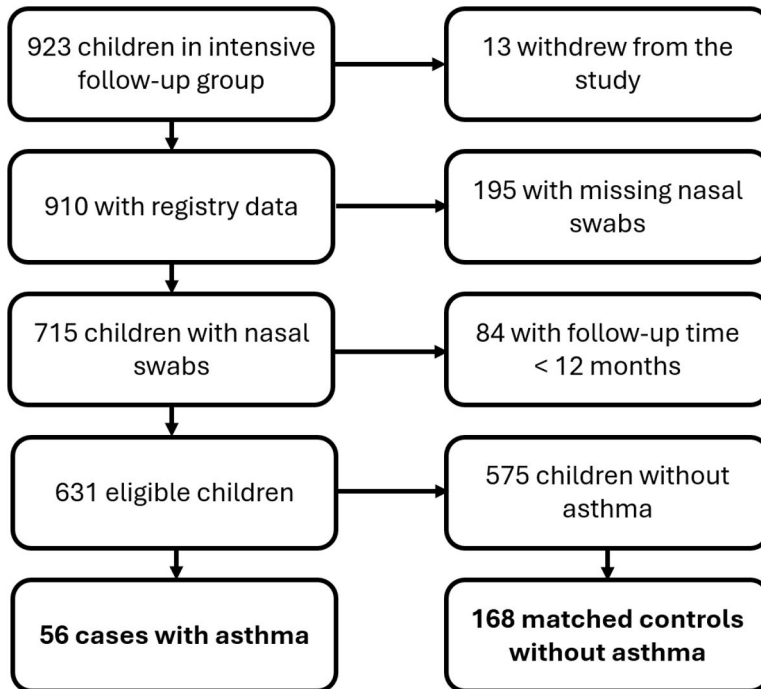 923 children in intensive
follow-up group
13 withdrew from the
study
910 with registry data
195 with missing nasal
swabs
715 children with nasal
swabs
84 with follow-up time
< 12 months
631 eligible children
575 children without
asthma
56 cases with asthma
168 matched controls
without asthma